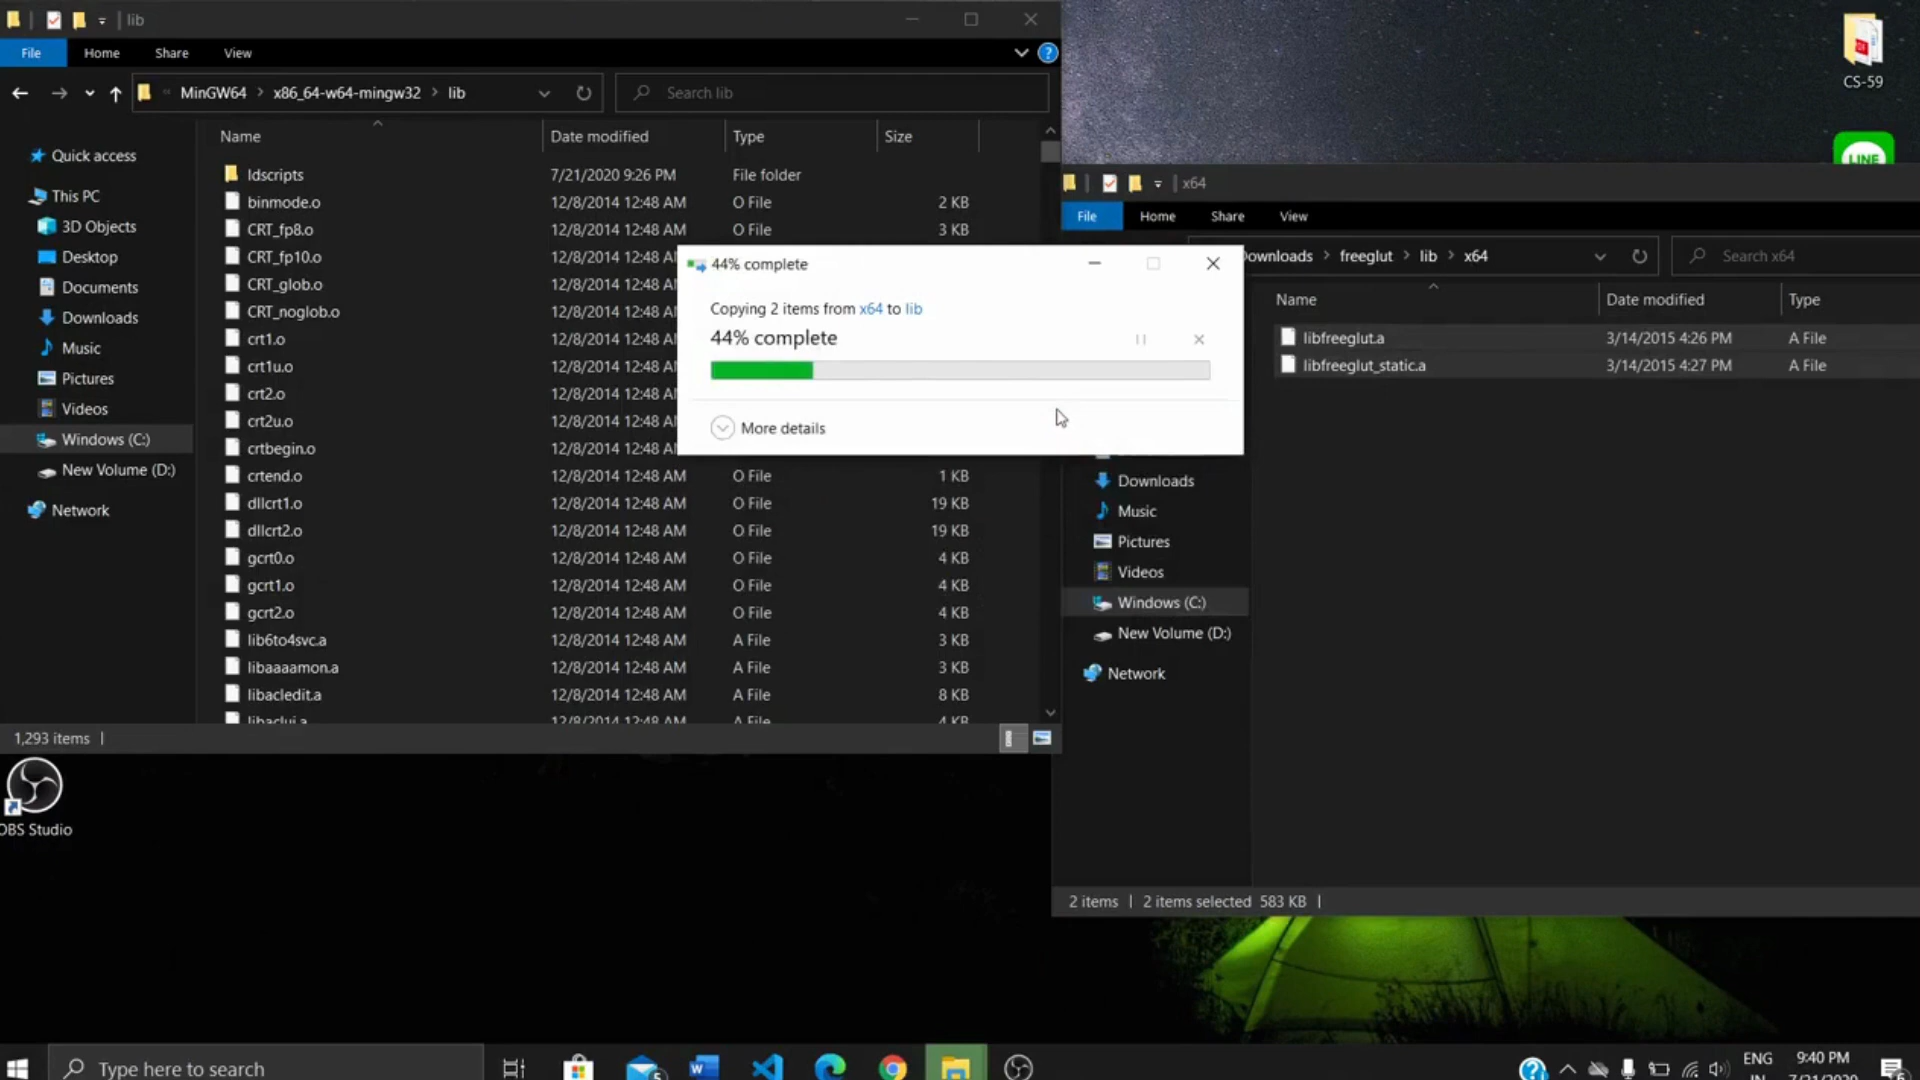 lib
File Home Share View
MinGW64 x86_64-w64-mingw32 lib
Search lib
Name Date modified Type Size
Quick access
This PC
3D Objects
Desktop
Documents
Downloads
Music
Pictures
Videos
Windows (C:)
New Volume (D:)
Network
ldscripts 7/21/2020 9:26 PM File folder
binmode.o 12/8/2014 12:48 AM O File 2 KB
CRT_fp8.o 12/8/2014 12:48 AM O File 3 KB
CRT_fp10.o 12/8/2014 12:48 AM
CRT_glob.o 12/8/2014 12:48 AM
CRT_noglob.o 12/8/2014 12:48 AM
crt1.o 12/8/2014 12:48 AM
crt1u.o 12/8/2014 12:48 AM
crt2.o 12/8/2014 12:48 AM
crt2u.o 12/8/2014 12:48 AM
crtbegin.o 12/8/2014 12:48 AM
crtend.o 12/8/2014 12:48 AM O File 1 KB
dllcrt1.o 12/8/2014 12:48 AM O File 19 KB
dllcrt2.o 12/8/2014 12:48 AM O File 19 KB
gcrt0.o 12/8/2014 12:48 AM O File 4 KB
gcrt1.o 12/8/2014 12:48 AM O File 4 KB
gcrt2.o 12/8/2014 12:48 AM O File 4 KB
lib6to4svc.a 12/8/2014 12:48 AM A File 3 KB
libaaaamon.a 12/8/2014 12:48 AM A File 3 KB
libacledit.a 12/8/2014 12:48 AM A File 8 KB
libaclui.a 12/8/2014 12:48 AM A File 4 KB
1,293 items
44% complete
Copying 2 items from x64 to lib
44% complete
More details
CS-59
LINE
x64
File Home Share View
Downloads freeglut lib x64
Search x64
Name Date modified Type
libfreeglut.a 3/14/2015 4:26 PM A File
libfreeglut_static.a 3/14/2015 4:27 PM A File
Downloads
Music
Pictures
Videos
Windows (C:)
New Volume (D:)
Network
2 items 2 items selected 583 KB
OBS Studio
Type here to search
5
ENG
IN
9:40 PM
7/21/2020
6